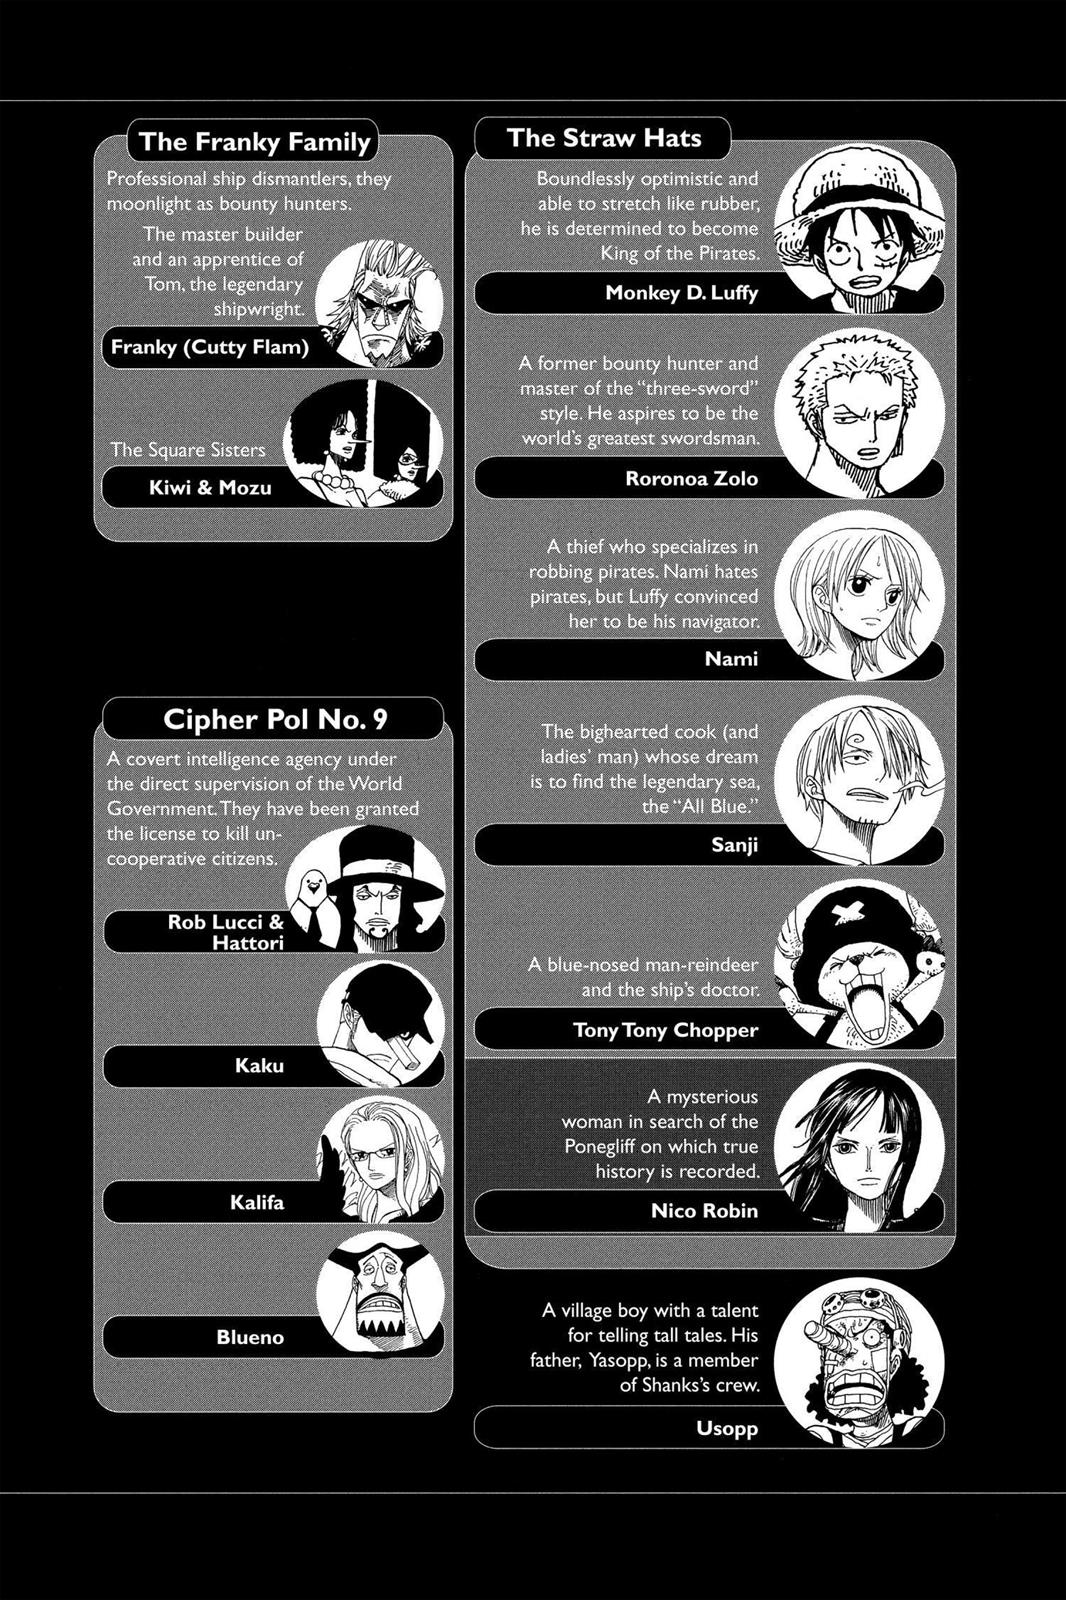 The Franky Family
Professional ship dismantlers, they
moonlight as bounty hunters.
The master builder
and an apprentice of
Tom, the legendary
shipwright.
Franky (Cutty Flam)
The Square Sisters
Kiwi & Mozu
Cipher Pol No. 9
A covert intelligence agency under
the direct supervision of the World
Government. They have been granted
the license to kill un-
cooperative citizens.
Rob Lucci &
Hattori
Kaku
Kalifa
Blueno
The Straw Hats
Boundlessly optimistic and
able to stretch like rubber,
he is determined to become
King of the Pirates.
Monkey D. Luffy
A former bounty hunter and
master of the “three-sword”
style. He aspires to be the
world’s greatest swordsman.
Roronoa Zolo
A thief who specializes in
robbing pirates. Nami hates
pirates, but Luffy convinced
her to be his navigator.
Nami
The bighearted cook (and
ladies’ man) whose dream
is to find the legendary sea,
the “All Blue.”
Sanji
A blue-nosed man-reindeer
and the ship’s doctor.
Tony Tony Chopper
A mysterious
woman in search of the
Ponegliff on which true
history is recorded.
Nico Robin
A village boy with a talent
for telling tall tales. His
father, Yasopp, is a member
of Shanks’s crew.
Usopp